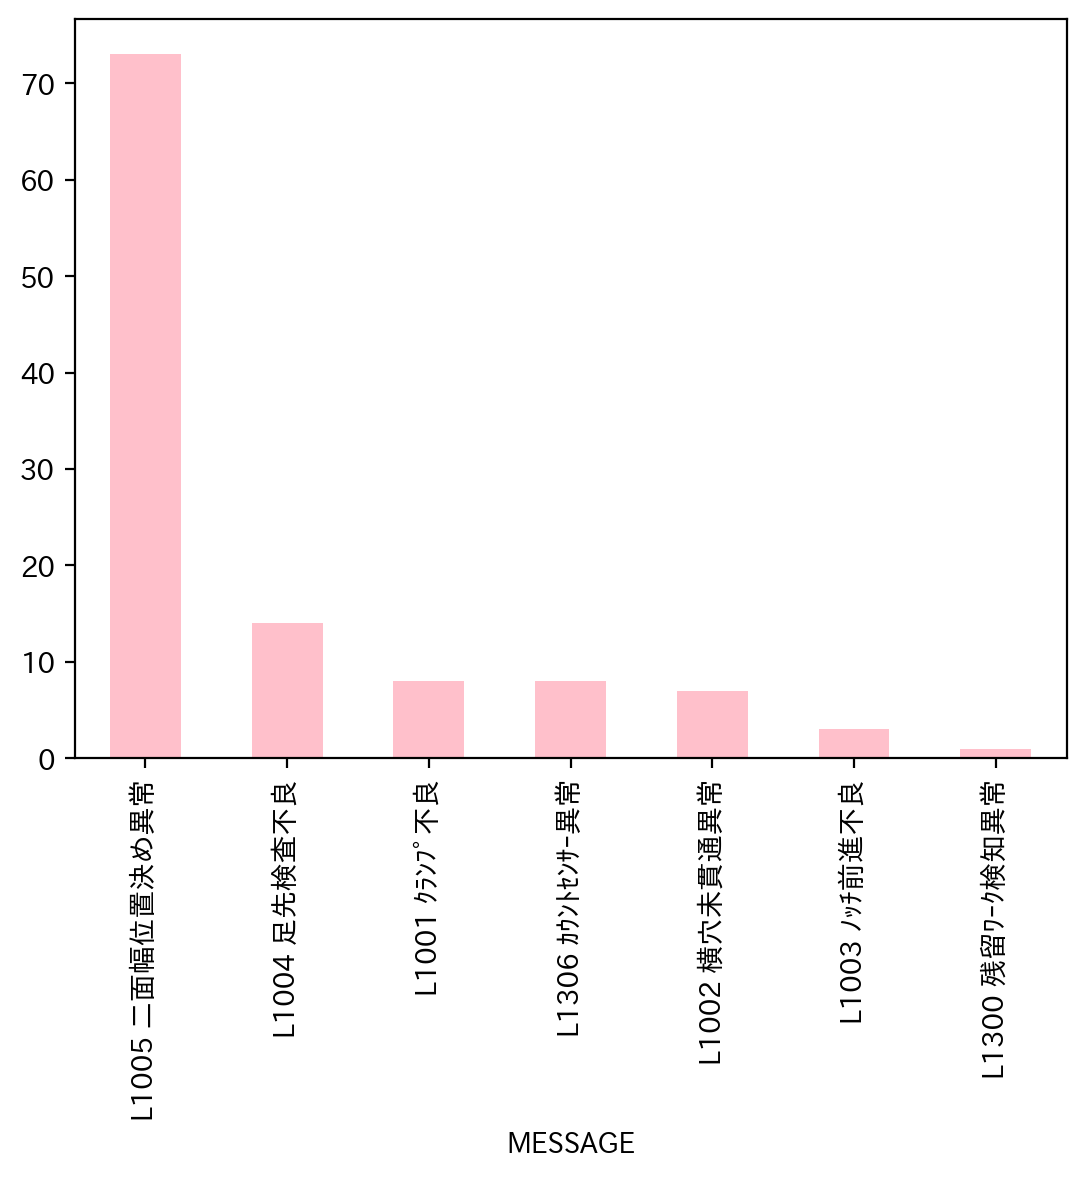 70
60
50
40
30
20
10
0
L1005 二面幅位置決め異常
L1004 足先検査不良
L1001 ｸﾗﾝﾌﾟ不良
L1306 ｶｳﾝﾄｾﾝｻｰ異常
L1002 横穴未貫通異常
L1003 ﾉｯﾁ前進不良
L1300 残留ﾜｰｸ検知異常
MESSAGE